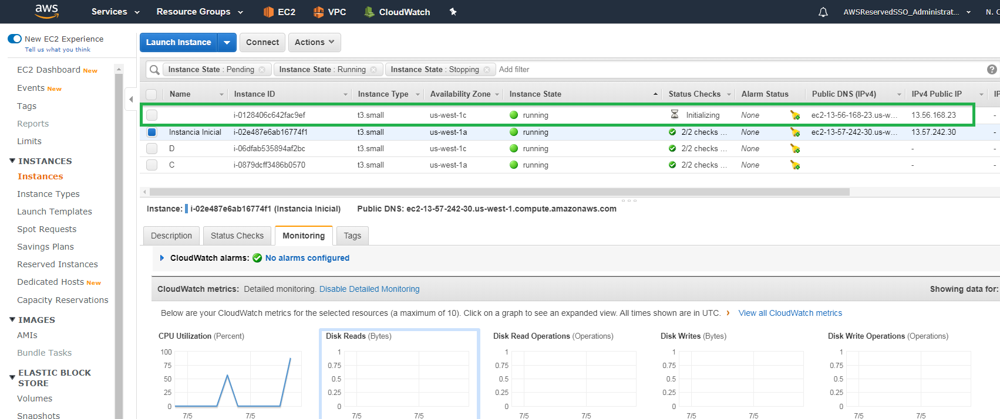 aws Services Resource Groups EC2 VPC CloudWatch AWSReservedSSO_Administrat... N. C
New EC2 Experience
Tell us what you think
EC2 Dashboard New
Events New
Tags
Reports
Limits
INSTANCES
Instances
Instance Types
Launch Templates
Spot Requests
Savings Plans
Reserved Instances
Dedicated Hosts New
Capacity Reservations
IMAGES
AMIs
Bundle Tasks
ELASTIC BLOCK
STORE
Volumes
Snapshots
Launch Instance Connect Actions
Instance State : Pending Instance State : Running Instance State : Stopping Add filter
Name Instance ID Instance Type Availability Zone Instance State Status Checks Alarm Status Public DNS (IPv4) IPv4 Public IP IP
i-0128406c642fac9ef t3.small us-west-1c running Initializing None ec2-13-56-168-23.us-w... 13.56.168.23 -
Instancia Inicial i-02e487e6ab16774f1 t3.small us-west-1a running 2/2 checks ... None ec2-13-57-242-30.us-w... 13.57.242.30 -
D i-06dfab535894af2bc t3.small us-west-1c running 2/2 checks ... None - -
C i-0879dcff3486b0570 t3.small us-west-1a running 2/2 checks ... None - -
Instance: i-02e487e6ab16774f1 (Instancia Inicial) Public DNS: ec2-13-57-242-30.us-west-1.compute.amazonaws.com
Description Status Checks Monitoring Tags
CloudWatch alarms: No alarms configured
CloudWatch metrics: Detailed monitoring. Disable Detailed Monitoring Showing data for:
Below are your CloudWatch metrics for the selected resources (a maximum of 10). Click on a graph to see an expanded view. All times shown are in UTC. View all CloudWatch metrics
CPU Utilization (Percent)
100
75
50
25
0
7/5 7/5
Disk Reads (Bytes)
1
0.75
0.5
0.25
0
7/5 7/5
Disk Read Operations (Operations)
1
0.75
0.5
0.25
0
7/5 7/5
Disk Writes (Bytes)
1
0.75
0.5
0.25
0
7/5 7/5
Disk Write Operations (Operations)
1
0.75
0.5
0.25
0
7/5 7/5